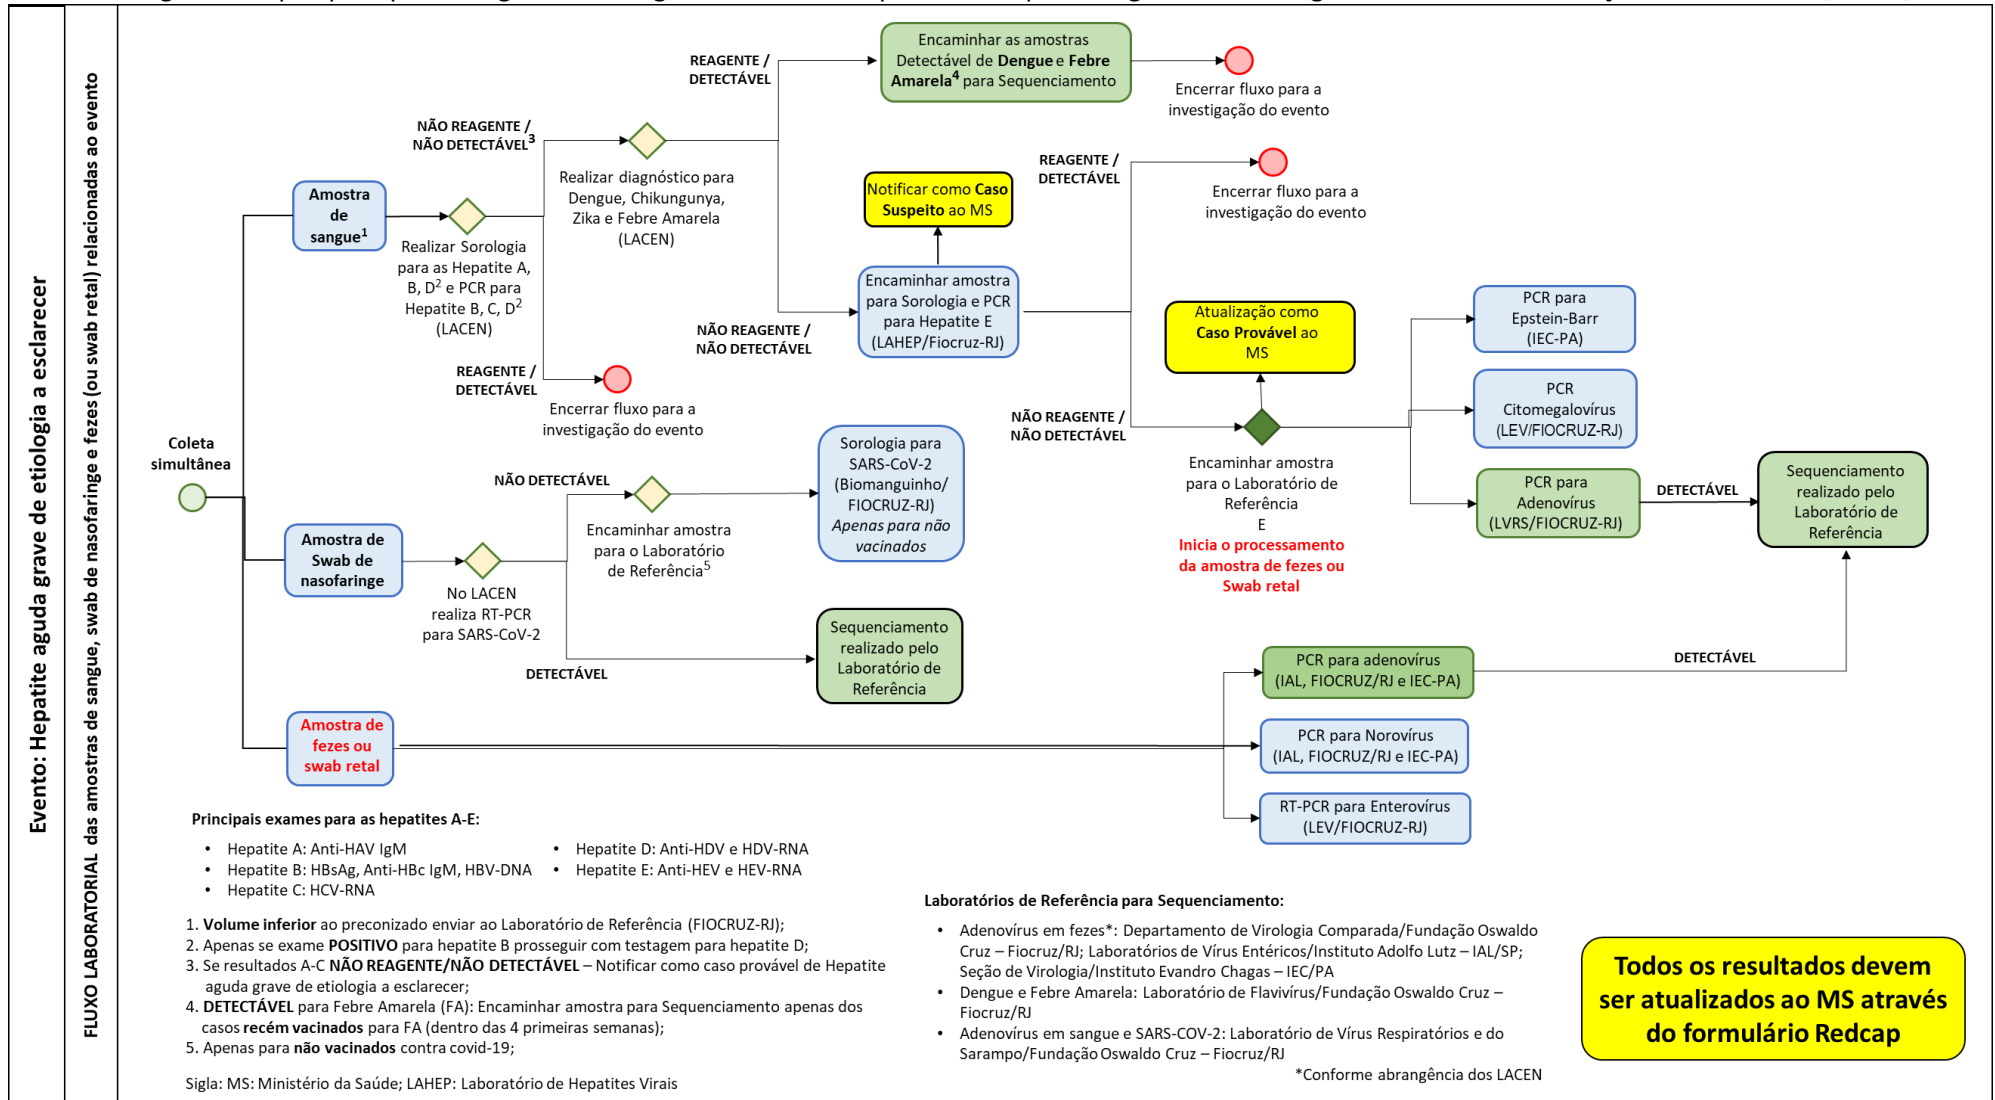 Evento: Hepatite aguda grave de etiologia a esclarecer
FLUXO LABORATORIAL das amostras de sangue, swab de nasofaringe e fezes (ou swab retal) relacionadas ao evento
Coleta
simultânea
Amostra
de
sangue1
Realizar Sorologia
para as Hepatite A,
B, D2 e PCR para
Hepatite B, C, D2
(LACEN)
NÃO REAGENTE /
NÃO DETECTÁVEL3
Realizar diagnóstico para
Dengue, Chikungunya,
Zika e Febre Amarela
(LACEN)
REAGENTE /
DETECTÁVEL
Encerrar fluxo para a
investigação do evento
REAGENTE /
DETECTÁVEL
Encaminhar as amostras
Detectável de Dengue e Febre
Amarela4 para Sequenciamento
Encerrar fluxo para a
investigação do evento
NÃO REAGENTE /
NÃO DETECTÁVEL
Notificar como Caso
Suspeito ao MS
Encaminhar amostra
para Sorologia e PCR
para Hepatite E
(LAHEP/Fiocruz-RJ)
REAGENTE /
DETECTÁVEL
Encerrar fluxo para a
investigação do evento
NÃO REAGENTE /
NÃO DETECTÁVEL
Atualização como
Caso Provável ao
MS
Encaminhar amostra
para o Laboratório de
Referência
E
Inicia o processamento
da amostra de fezes ou
Swab retal
PCR para
Epstein-Barr
(IEC-PA)
PCR
Citomegalovírus
(LEV/FIOCRUZ-RJ)
PCR para
Adenovírus
(LVRS/FIOCRUZ-RJ)
DETECTÁVEL
Sequenciamento
realizado pelo
Laboratório de
Referência
Amostra de
Swab de
nasofaringe
No LACEN
realiza RT-PCR
para SARS-CoV-2
NÃO DETECTÁVEL
Encaminhar amostra
para o Laboratório
de Referência5
Sorologia para
SARS-CoV-2
(Biomanguinho/
FIOCRUZ-RJ)
Apenas para não
vacinados
DETECTÁVEL
Sequenciamento
realizado pelo
Laboratório de
Referência
Amostra de
fezes ou
swab retal
PCR para adenovírus
(IAL, FIOCRUZ/RJ e IEC-PA)
DETECTÁVEL
PCR para Norovírus
(IAL, FIOCRUZ/RJ e IEC-PA)
RT-PCR para Enterovírus
(LEV/FIOCRUZ-RJ)
Principais exames para as hepatites A-E:
• Hepatite A: Anti-HAV IgM
• Hepatite B: HBsAg, Anti-HBc IgM, HBV-DNA
• Hepatite C: HCV-RNA
• Hepatite D: Anti-HDV e HDV-RNA
• Hepatite E: Anti-HEV e HEV-RNA
1. Volume inferior ao preconizado enviar ao Laboratório de Referência (FIOCRUZ-RJ);
2. Apenas se exame POSITIVO para hepatite B prosseguir com testagem para hepatite D;
3. Se resultados A-C NÃO REAGENTE/NÃO DETECTÁVEL – Notificar como caso provável de Hepatite
aguda grave de etiologia a esclarecer;
4. DETECTÁVEL para Febre Amarela (FA): Encaminhar amostra para Sequenciamento apenas dos
casos recém vacinados para FA (dentro das 4 primeiras semanas);
5. Apenas para não vacinados contra covid-19;
Sigla: MS: Ministério da Saúde; LAHEP: Laboratório de Hepatites Virais
Laboratórios de Referência para Sequenciamento:
• Adenovírus em fezes*: Departamento de Virologia Comparada/Fundação Oswaldo
Cruz – Fiocruz/RJ; Laboratórios de Vírus Entéricos/Instituto Adolfo Lutz – IAL/SP;
Seção de Virologia/Instituto Evandro Chagas – IEC/PA
• Dengue e Febre Amarela: Laboratório de Flavivírus/Fundação Oswaldo Cruz –
Fiocruz/RJ
• Adenovírus em sangue e SARS-COV-2: Laboratório de Vírus Respiratórios e do
Sarampo/Fundação Oswaldo Cruz – Fiocruz/RJ
*Conforme abrangência dos LACEN
Todos os resultados devem
ser atualizados ao MS através
do formulário Redcap